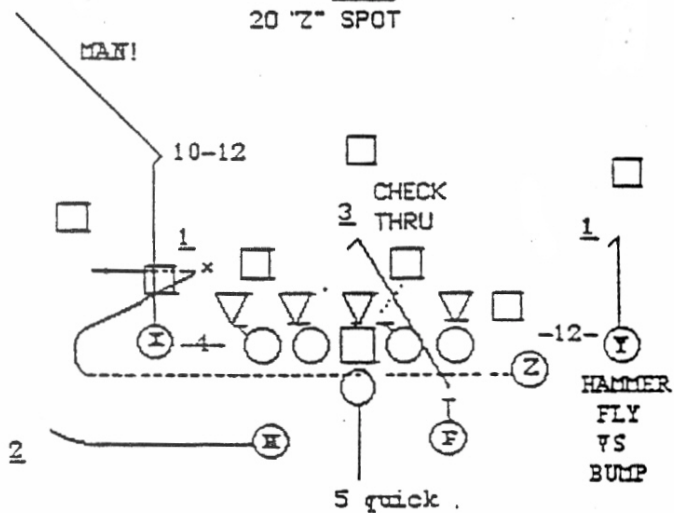 20 "Z" SPOT
MAN!
10-12
CHECK
THRU
3
1
1
x
X
4
-12-
Y
Z
HAMMER
FLY
VS
BUMP
H
F
2
5 quick .